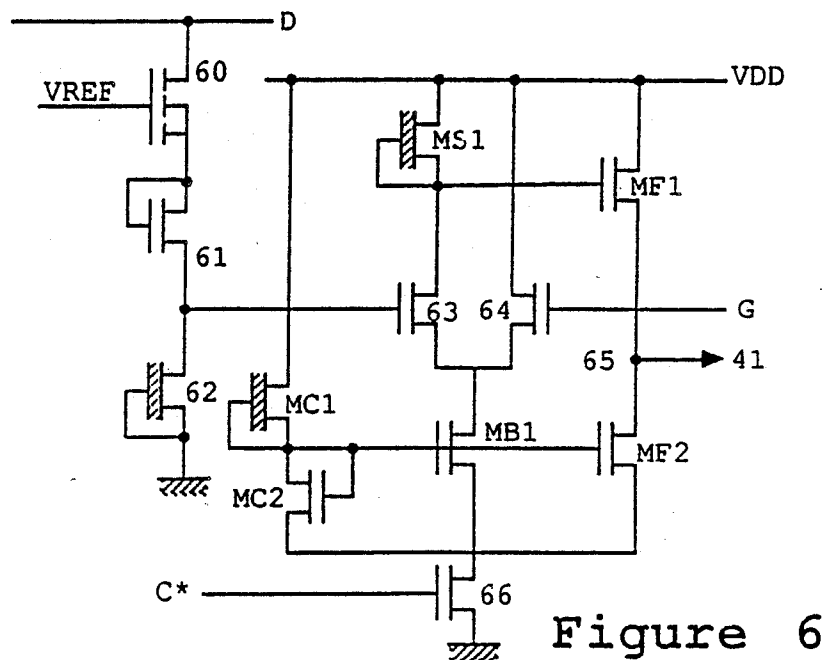 D
60
VDD
VREF
MS1
MF1
61
63
64
G
65
41
62
MC1
MB1
MF2
MC2
C*
66
Figure 6